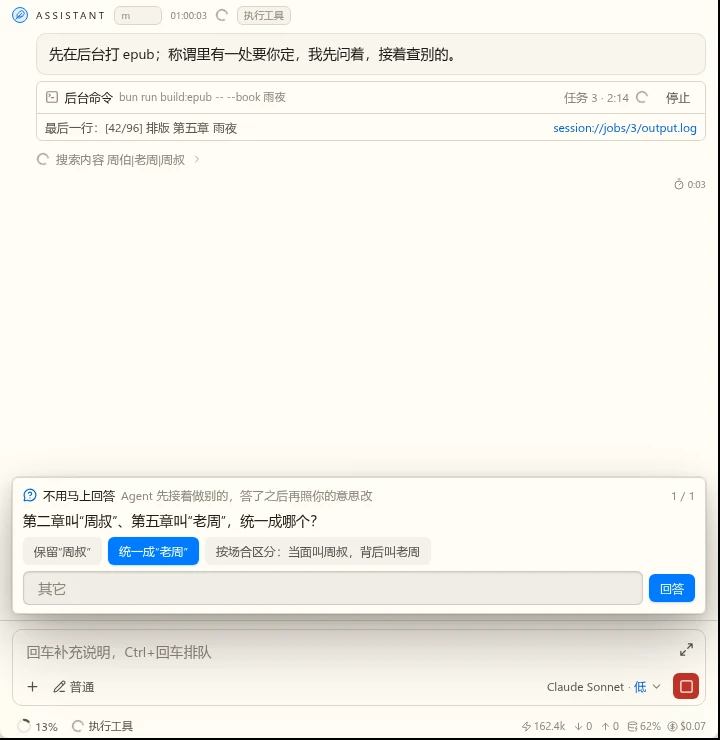 ASSISTANT m 01:00:03 执行工具
先在后台打 epub；称谓里有一处要你定，我先问着，接着查别的。
后台命令 bun run build:epub -- --book 雨夜 任务 3 · 2:14 停止
最后一行：[42/96] 排版 第五章 雨夜 session://jobs/3/output.log
搜索内容 周伯|老周|周叔
0:03
不用马上回答 Agent 先接着做别的，答了之后再照你的意思改 1 / 1
第二章叫“周叔”、第五章叫“老周”，统一成哪个？
保留“周叔” 统一成“老周” 按场合区分：当面叫周叔，背后叫老周
其它 回答
回车补充说明，Ctrl+回车排队
普通 Claude Sonnet · 低
13% 执行工具 162.4k ↓ 0 ↑ 0 62% $0.07